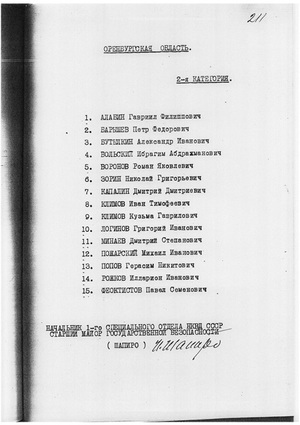 211
ОРЕНБУРГСКАЯ ОБЛАСТЬ.
2-я КАТЕГОРИЯ.
1. АЛАНИН Гавриил Филиппович
2. БАРЫШЕВ Петр Федорович
3. БУТЫЛКИН Александр Иванович
4. ВОЛЬСКИЙ Ибрагим Абдрахманович
5. ВОРОНОВ Роман Яковлевич
6. ЗОРИН Николай Григорьевич
7. КАПАЛИН Дмитрий Дмитриевич
8. КЛИМОВ Иван Тимофеевич
9. КЛИМОВ Кузьма Гаврилович
10. ЛОГИНОВ Григорий Иванович
11. МИНАЕВ Дмитрий Степанович
12. ПОЖАРСКИЙ Михаил Иванович
13. ПОПОВ Герасим Никитович
14. РОЖНОВ Илларион Иванович
15. ФЕОКТИСТОВ Павел Семенович
НАЧАЛЬНИК 1-го СПЕЦИАЛЬНОГО ОТДЕЛА НКВД СССР
СТАРШИЙ МАЙОР ГОСУДАРСТВЕННОЙ БЕЗОПАСНОСТИ
( ШАПИРО )